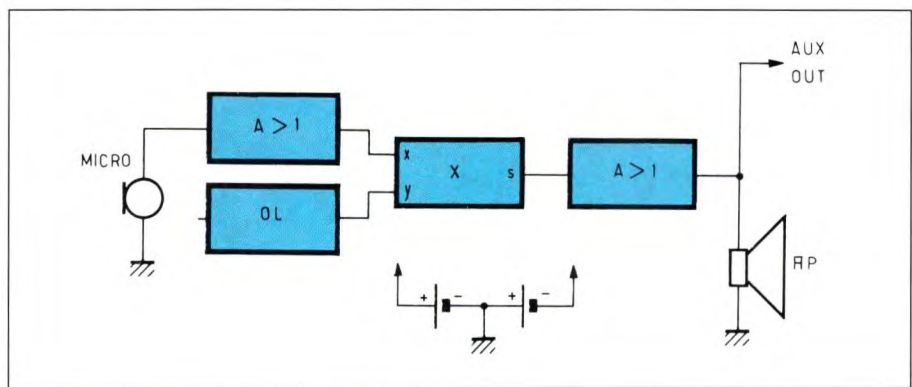 AUX
OUT
A > 1
MICRO
x
X
s
A > 1
y
OL
HP
+ - + -